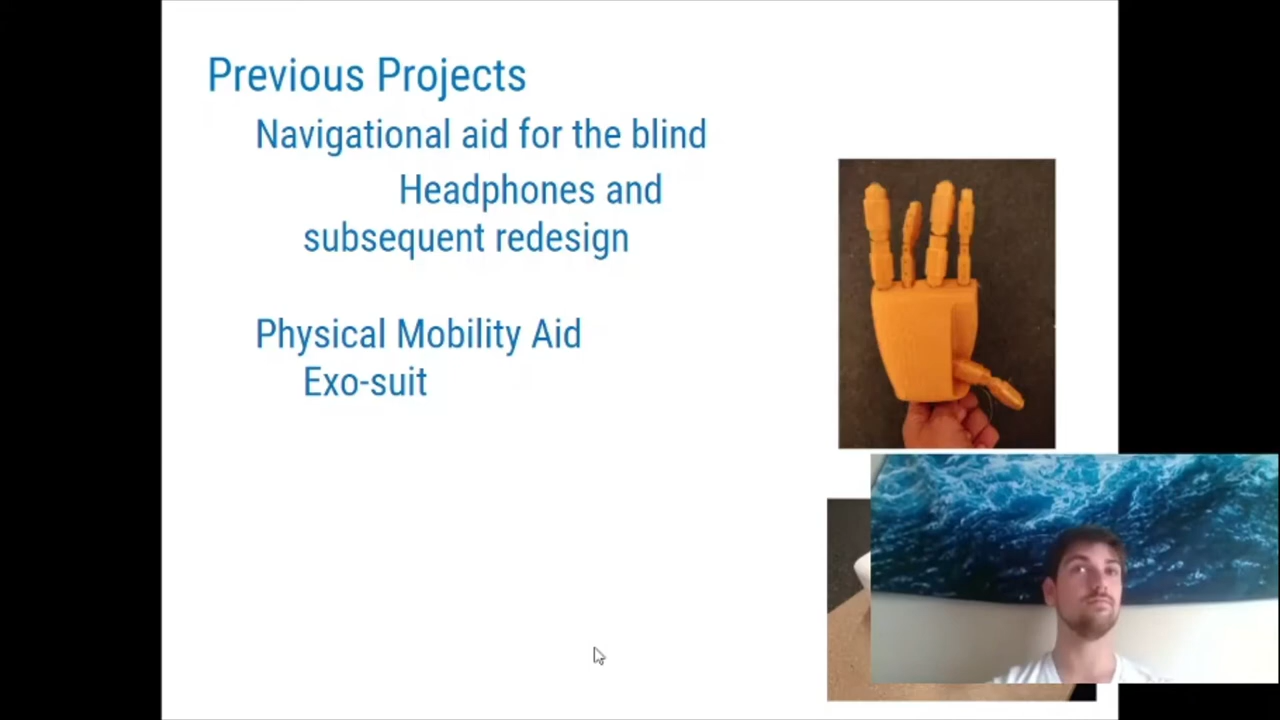 Previous Projects
Navigational aid for the blind
Headphones and
subsequent redesign
Physical Mobility Aid
Exo-suit